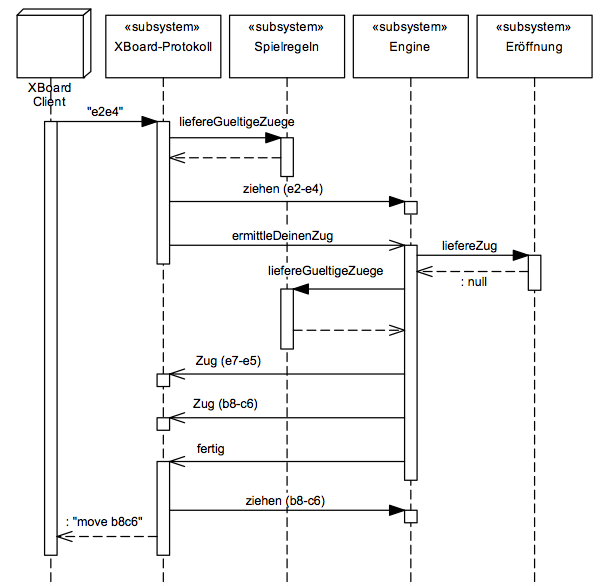 «subsystem» «subsystem» «subsystem» «subsystem»
XBoard-Protokoll Spielregeln Engine Eröffnung
XBoard
Client
"e2e4"
liefereGueltigeZuege
ziehen (e2-e4)
ermittleDeinenZug
liefereZug
liefereGueltigeZuege
: null
Zug (e7-e5)
Zug (b8-c6)
fertig
ziehen (b8-c6)
: "move b8c6"